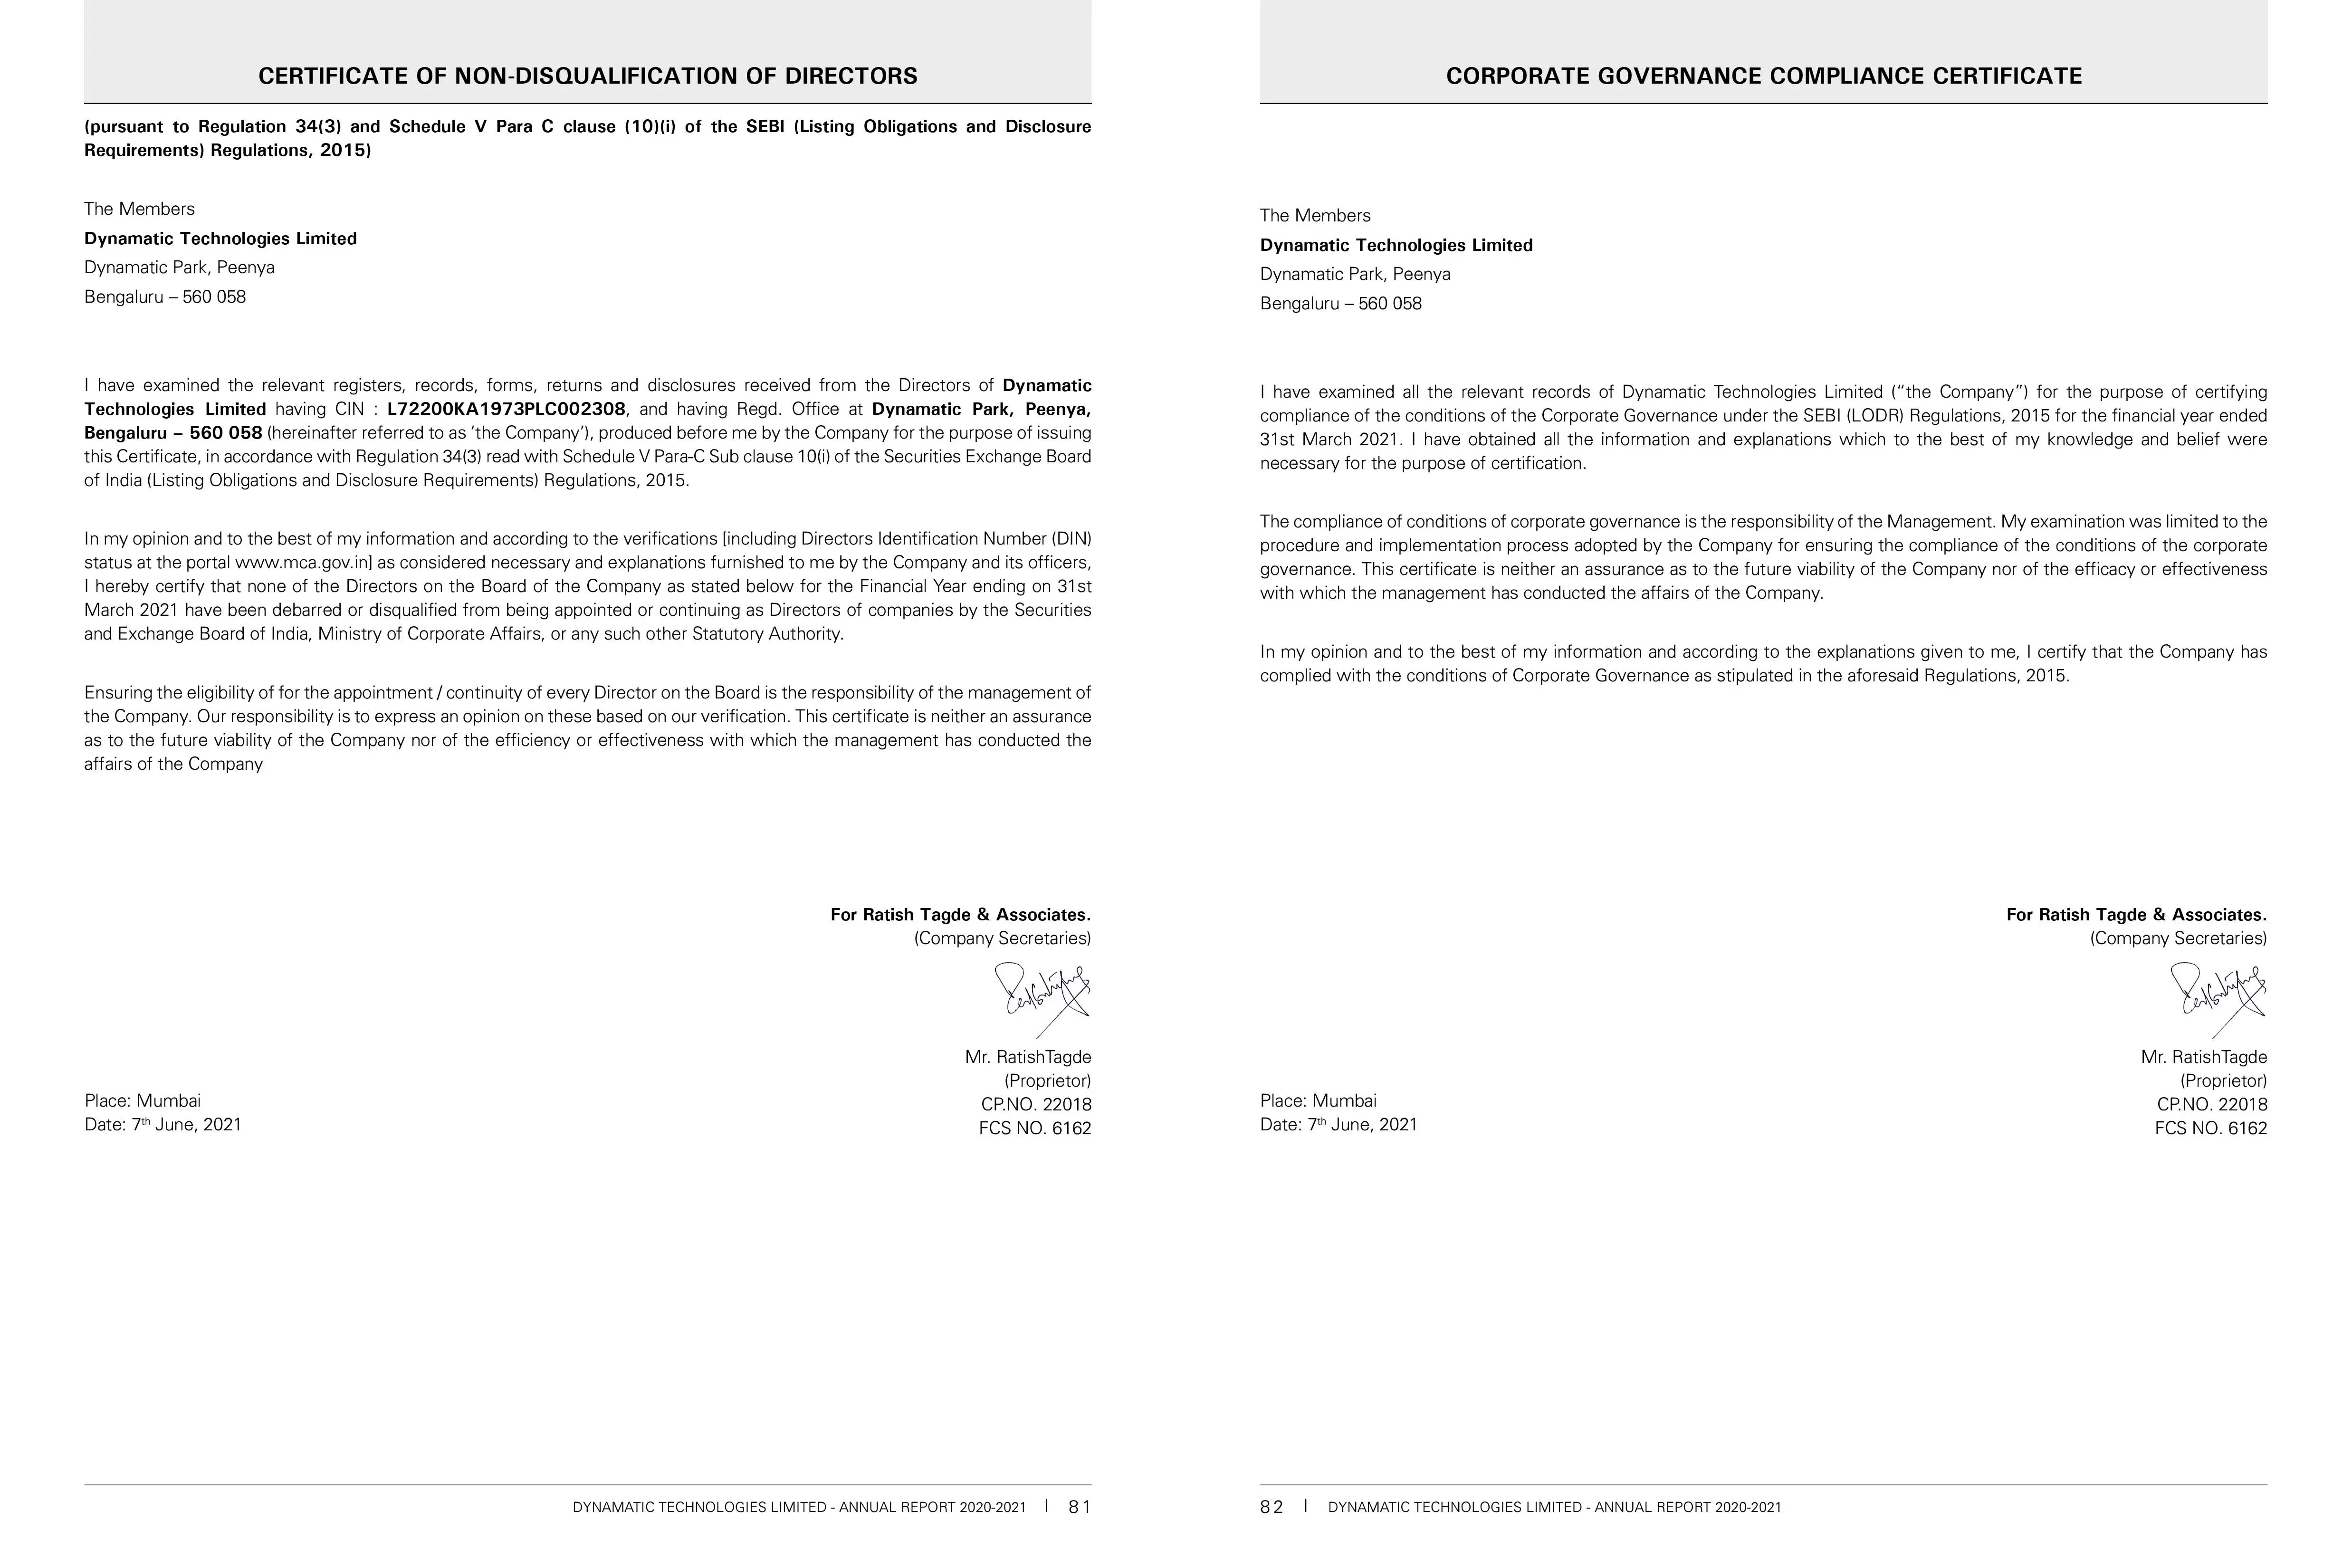 CERTIFICATE OF NON-DISQUALIFICATION OF DIRECTORS
(pursuant to Regulation 34(3) and Schedule V Para C clause (10)(i) of the SEBI (Listing Obligations and Disclosure
Requirements) Regulations, 2015)
The Members
Dynamatic Technologies Limited
Dynamatic Park, Peenya
Bengaluru – 560 058
I have examined the relevant registers, records, forms, returns and disclosures received from the Directors of Dynamatic
Technologies Limited having CIN : L72200KA1973PLC002308, and having Regd. Office at Dynamatic Park, Peenya,
Bengaluru – 560 058 (hereinafter referred to as ‘the Company’), produced before me by the Company for the purpose of issuing
this Certificate, in accordance with Regulation 34(3) read with Schedule V Para-C Sub clause 10(i) of the Securities Exchange Board
of India (Listing Obligations and Disclosure Requirements) Regulations, 2015.
In my opinion and to the best of my information and according to the verifications [including Directors Identification Number (DIN)
status at the portal www.mca.gov.in] as considered necessary and explanations furnished to me by the Company and its officers,
I hereby certify that none of the Directors on the Board of the Company as stated below for the Financial Year ending on 31st
March 2021 have been debarred or disqualified from being appointed or continuing as Directors of companies by the Securities
and Exchange Board of India, Ministry of Corporate Affairs, or any such other Statutory Authority.
Ensuring the eligibility of for the appointment / continuity of every Director on the Board is the responsibility of the management of
the Company. Our responsibility is to express an opinion on these based on our verification. This certificate is neither an assurance
as to the future viability of the Company nor of the efficiency or effectiveness with which the management has conducted the
affairs of the Company
For Ratish Tagde & Associates.
(Company Secretaries)
Mr. RatishTagde
(Proprietor)
CP.NO. 22018
FCS NO. 6162
Place: Mumbai
Date: 7th June, 2021
DYNAMATIC TECHNOLOGIES LIMITED - ANNUAL REPORT 2020-2021 | 81
CORPORATE GOVERNANCE COMPLIANCE CERTIFICATE
The Members
Dynamatic Technologies Limited
Dynamatic Park, Peenya
Bengaluru – 560 058
I have examined all the relevant records of Dynamatic Technologies Limited (“the Company”) for the purpose of certifying
compliance of the conditions of the Corporate Governance under the SEBI (LODR) Regulations, 2015 for the financial year ended
31st March 2021. I have obtained all the information and explanations which to the best of my knowledge and belief were
necessary for the purpose of certification.
The compliance of conditions of corporate governance is the responsibility of the Management. My examination was limited to the
procedure and implementation process adopted by the Company for ensuring the compliance of the conditions of the corporate
governance. This certificate is neither an assurance as to the future viability of the Company nor of the efficacy or effectiveness
with which the management has conducted the affairs of the Company.
In my opinion and to the best of my information and according to the explanations given to me, I certify that the Company has
complied with the conditions of Corporate Governance as stipulated in the aforesaid Regulations, 2015.
For Ratish Tagde & Associates.
(Company Secretaries)
Mr. RatishTagde
(Proprietor)
CP.NO. 22018
FCS NO. 6162
Place: Mumbai
Date: 7th June, 2021
82 | DYNAMATIC TECHNOLOGIES LIMITED - ANNUAL REPORT 2020-2021